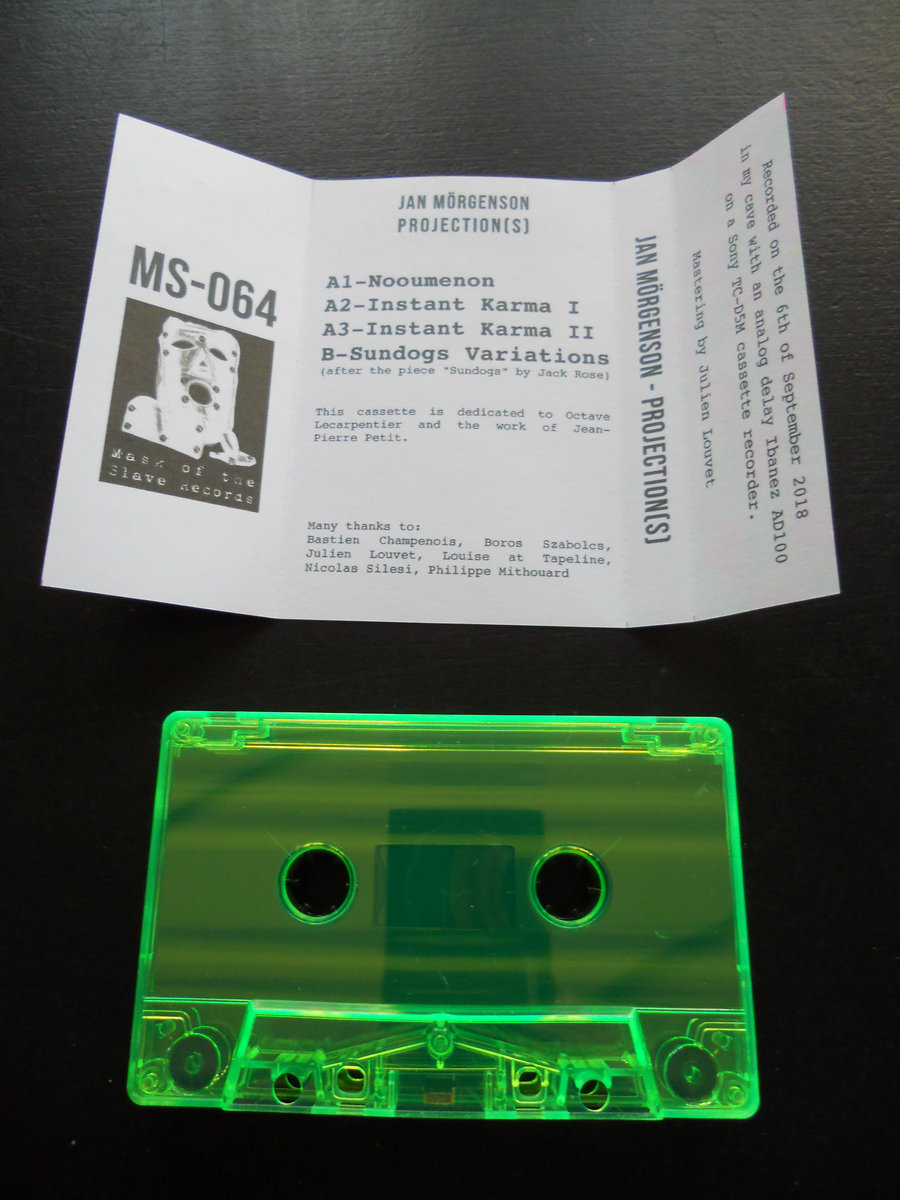 MS-064
Mask of the
Slave Records
JAN MÖRGENSON
PROJECTION(S)
A1-Nooumenon
A2-Instant Karma I
A3-Instant Karma II
B-Sundogs Variations
(after the piece "Sundogs" by Jack Rose)
This cassette is dedicated to Octave
Lecarpentier and the work of Jean-
Pierre Petit.
Many thanks to:
Bastien Champenois, Boros Szabolcs,
Julien Louvet, Louise at Tapeline,
Nicolas Silesi, Philippe Mithouard
JAN MÖRGENSON - PROJECTION(S)
Recorded on the 6th of September 2018
in my cave with an analog delay Ibanez AD100
on a Sony TC-D5M cassette recorder.
Mastering by Julien Louvet